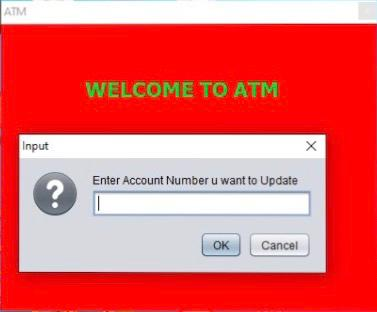 ATM
WELCOME TO ATM
Input
Enter Account Number u want to Update
OK
Cancel